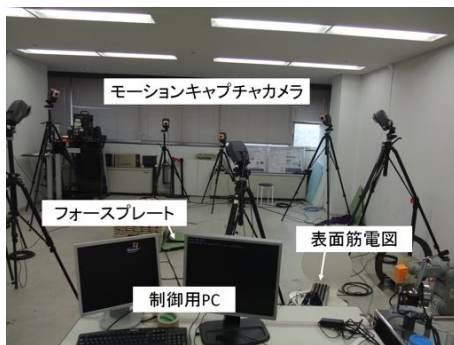 モーションキャプチャカメラ
フォースプレート
表面筋電図
制御用PC